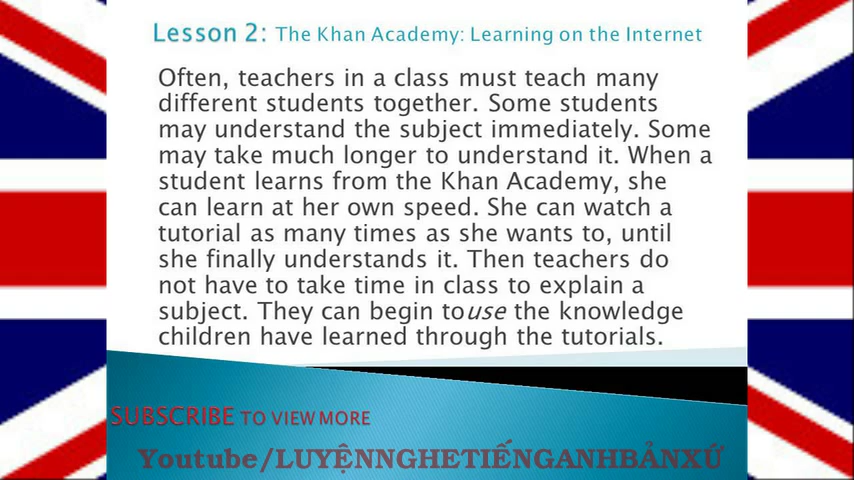 Lesson 2: The Khan Academy: Learning on the Internet
Often, teachers in a class must teach many
different students together. Some students
may understand the subject immediately. Some
may take much longer to understand it. When a
student learns from the Khan Academy, she
can learn at her own speed. She can watch a
tutorial as many times as she wants to, until
she finally understands it. Then teachers do
not have to take time in class to explain a
subject. They can begin touse the knowledge
children have learned through the tutorials.
SUBSCRIBE TO VIEW MORE
Youtube/LUYỆNNGHETIẾNGANHBẢNXỨ